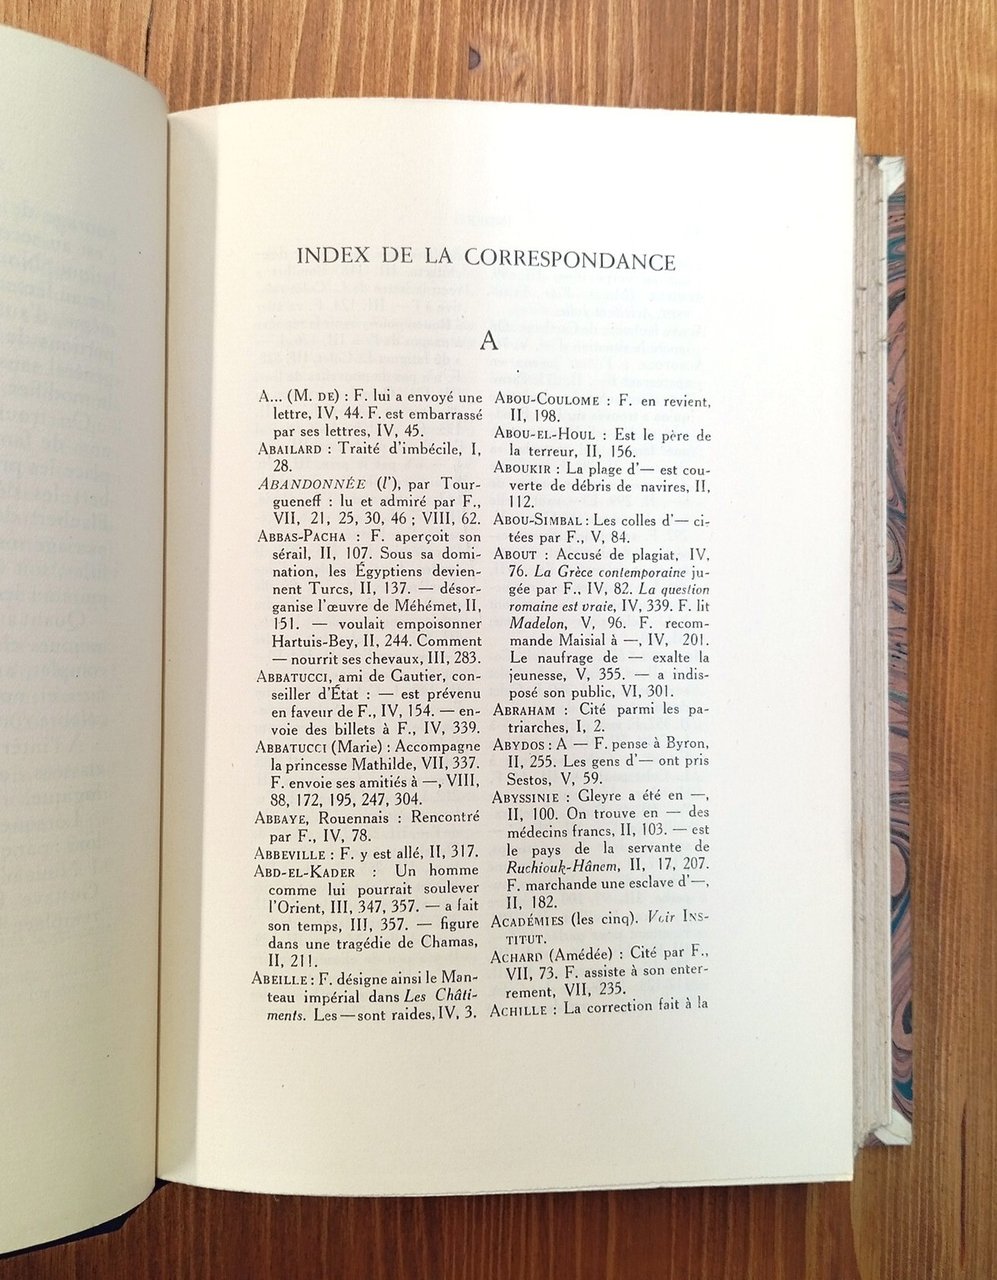 INDEX DE LA CORRESPONDANCE
A
A... (M. DE) : F. lui a envoyé une
lettre, IV, 44. F. est embarrassé
par ses lettres, IV, 45.
ABAILARD : Traité d'imbécile, I,
28.
ABANDONNÉE (l'), par Tour-
gueneff : lu et admiré par F.,
VII, 21, 25, 30, 46 ; VIII, 62.
ABBAS-PACHA : F. aperçoit son
sérail, II, 107. Sous sa domi-
nation, les Égyptiens devien-
nent Turcs, II, 137. — désor-
ganise l'œuvre de Méhémet, II,
151. — voulait empoisonner
Hartuis-Bey, II, 244. Comment
— nourrit ses chevaux, III, 283.
ABBATUCCI, ami de Gautier, con-
seiller d'État : — est prévenu
en faveur de F., IV, 154. — en-
voie des billets à F., IV, 339.
ABBATUCCI (Marie) : Accompagne
la princesse Mathilde, VII, 337.
F. envoie ses amitiés à —, VIII,
88, 172, 195, 247, 304.
ABBAYE, Rouennais : Rencontré
par F., IV, 78.
ABBEVILLE : F. y est allé, II, 317.
ABD-EL-KADER : Un homme
comme lui pourrait soulever
l'Orient, III, 347, 357. — a fait
son temps, III, 357. — figure
dans une tragédie de Chamas,
II, 211.
ABEILLE : F. désigne ainsi le Man-
teau impérial dans Les Châti-
ments. Les — sont raides, IV, 3.
ABOU-COULOME : F. en revient,
II, 198.
ABOU-EL-HOUL : Est le père de
la terreur, II, 156.
ABOUKIR : La plage d'— est cou-
verte de débris de navires, II,
112.
ABOU-SIMBAL : Les colles d'— ci-
tées par F., V, 84.
ABOUT : Accusé de plagiat, IV,
76. La Grèce contemporaine ju-
gée par F., IV, 82. La question
romaine est vraie, IV, 339. F. lit
Madelon, V, 96. F. recom-
mande Maisial à —, IV, 201.
Le naufrage de — exalte la
jeunesse, V, 355. — a indis-
posé son public, VI, 301.
ABRAHAM : Cité parmi les pa-
triarches, I, 2.
ABYDOS : A — F. pense à Byron,
II, 255. Les gens d'— ont pris
Sestos, V, 59.
ABYSSINIE : Gleyre a été en —,
II, 100. On trouve en — des
médecins francs, II, 103. — est
le pays de la servante de
Ruchiouk-Hânem, II, 17, 207.
F. marchande une esclave d'—,
II, 182.
ACADÉMIES (les cinq). Voir INS-
TITUT.
ACHARD (Amédée) : Cité par F.,
VII, 73. F. assiste à son enter-
rement, VII, 235.
ACHILLE : La correction fait à la